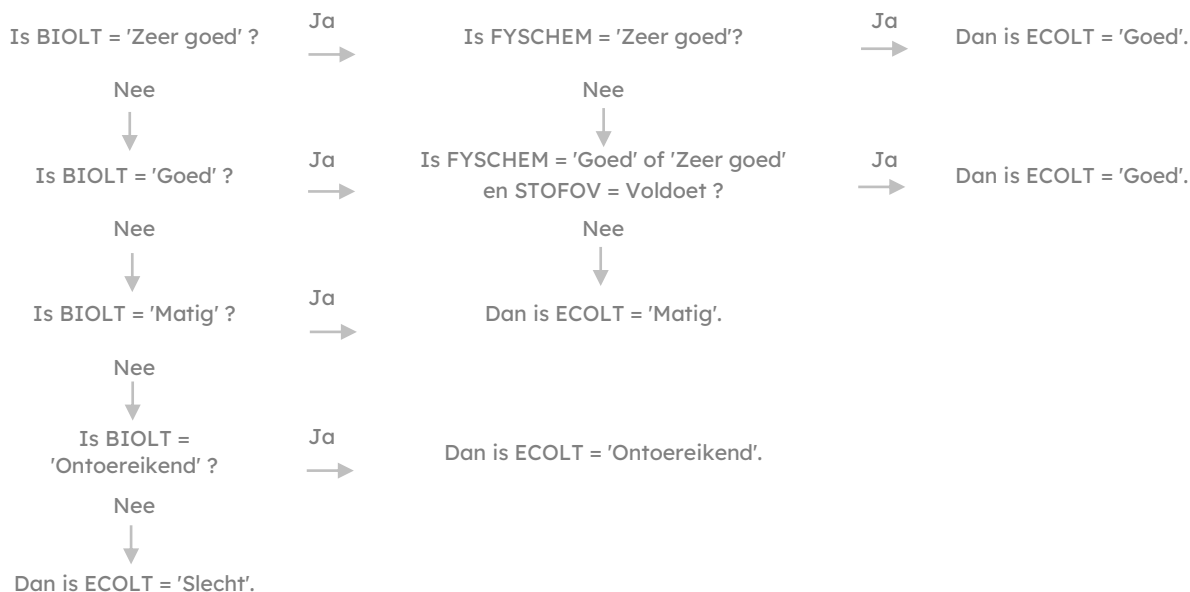 Is BIOLT = 'Zeer goed' ?
Ja
Is FYSCHEM = 'Zeer goed'?
Ja
Dan is ECOLT = 'Goed'.
Nee
Nee
Is BIOLT = 'Goed' ?
Ja
Is FYSCHEM = 'Goed' of 'Zeer goed'
en STOFOV = Voldoet ?
Ja
Dan is ECOLT = 'Goed'.
Nee
Nee
Is BIOLT = 'Matig' ?
Ja
Dan is ECOLT = 'Matig'.
Nee
Is BIOLT =
'Ontoereikend' ?
Ja
Dan is ECOLT = 'Ontoereikend'.
Nee
Dan is ECOLT = 'Slecht'.